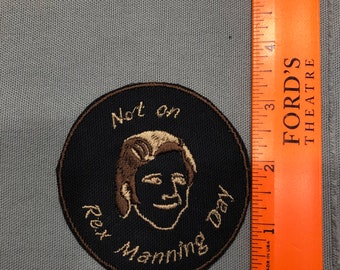 Not on
Rex Manning Day
FORD'S
THEATRE
1
2
3
4